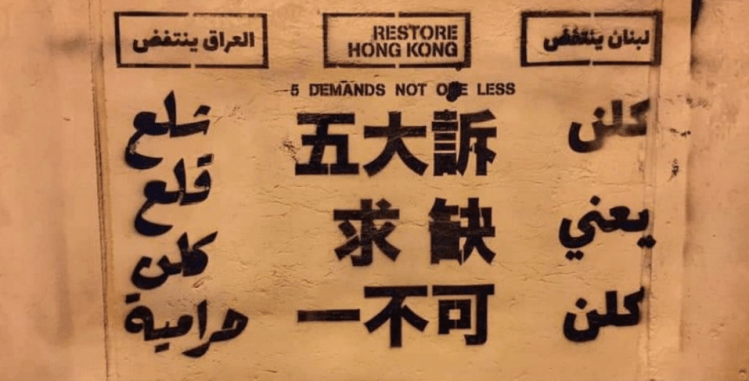 العراق ينتفض
شلع
قلع
كلن
حرامية
RESTORE
HONG KONG
5 DEMANDS NOT ONE LESS
五大訴
求缺
一不可
لبنان ينتفض
كلن
يعني
كلن